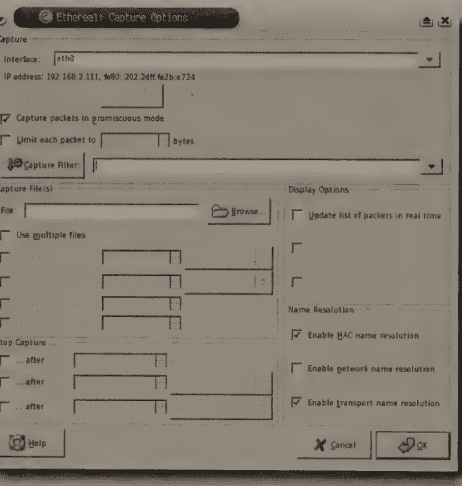 Ethereal: Capture Options
Capture
Interface: eth0
IP address: 192.168.2.111, fe80::202:2dff:fe2b:e734
Capture packets in promiscuous mode
Limit each packet to bytes
Capture Filter:
Capture File(s)
File Browse...
Use multiple files
Stop Capture ...
... after
... after
... after
Display Options
Update list of packets in real time
Name Resolution
Enable MAC name resolution
Enable network name resolution
Enable transport name resolution
Help
Cancel
OK